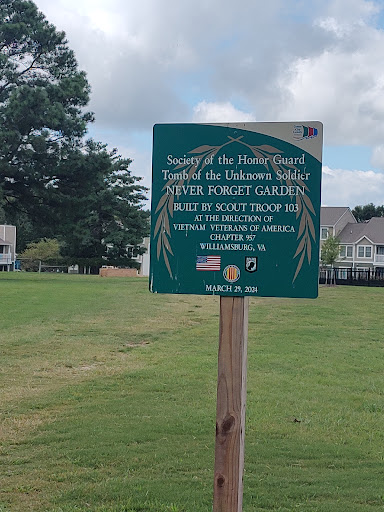 Society of the Honor Guard
Tomb of the Unknown Soldier
NEVER FORGET GARDEN
BUILT BY SCOUT TROOP 103
AT THE DIRECTION OF
VIETNAM VETERANS OF AMERICA
CHAPTER 957
WILLIAMSBURG, VA
MARCH 29, 2024